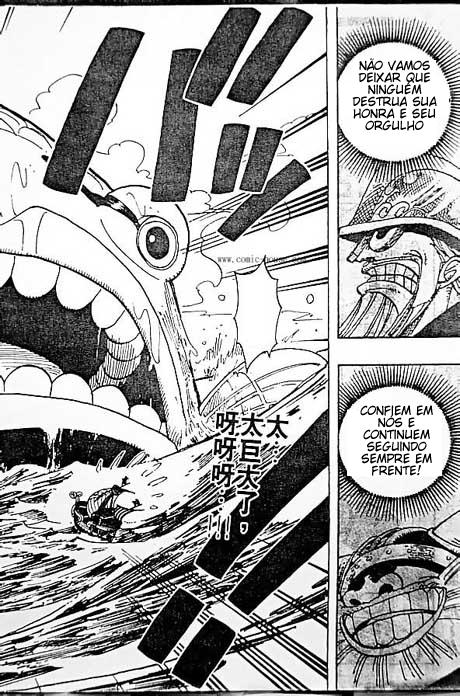 NÃO VAMOS
DEIXAR QUE
NINGUÉM
DESTRUA SUA
HONRA E SEU
ORGULHO
CONFIEM EM
NÓS E
CONTINUEM
SEGUINDO
SEMPRE EM
FRENTE!
太⋯
太巨大了，
呀呀呀⋯!!!